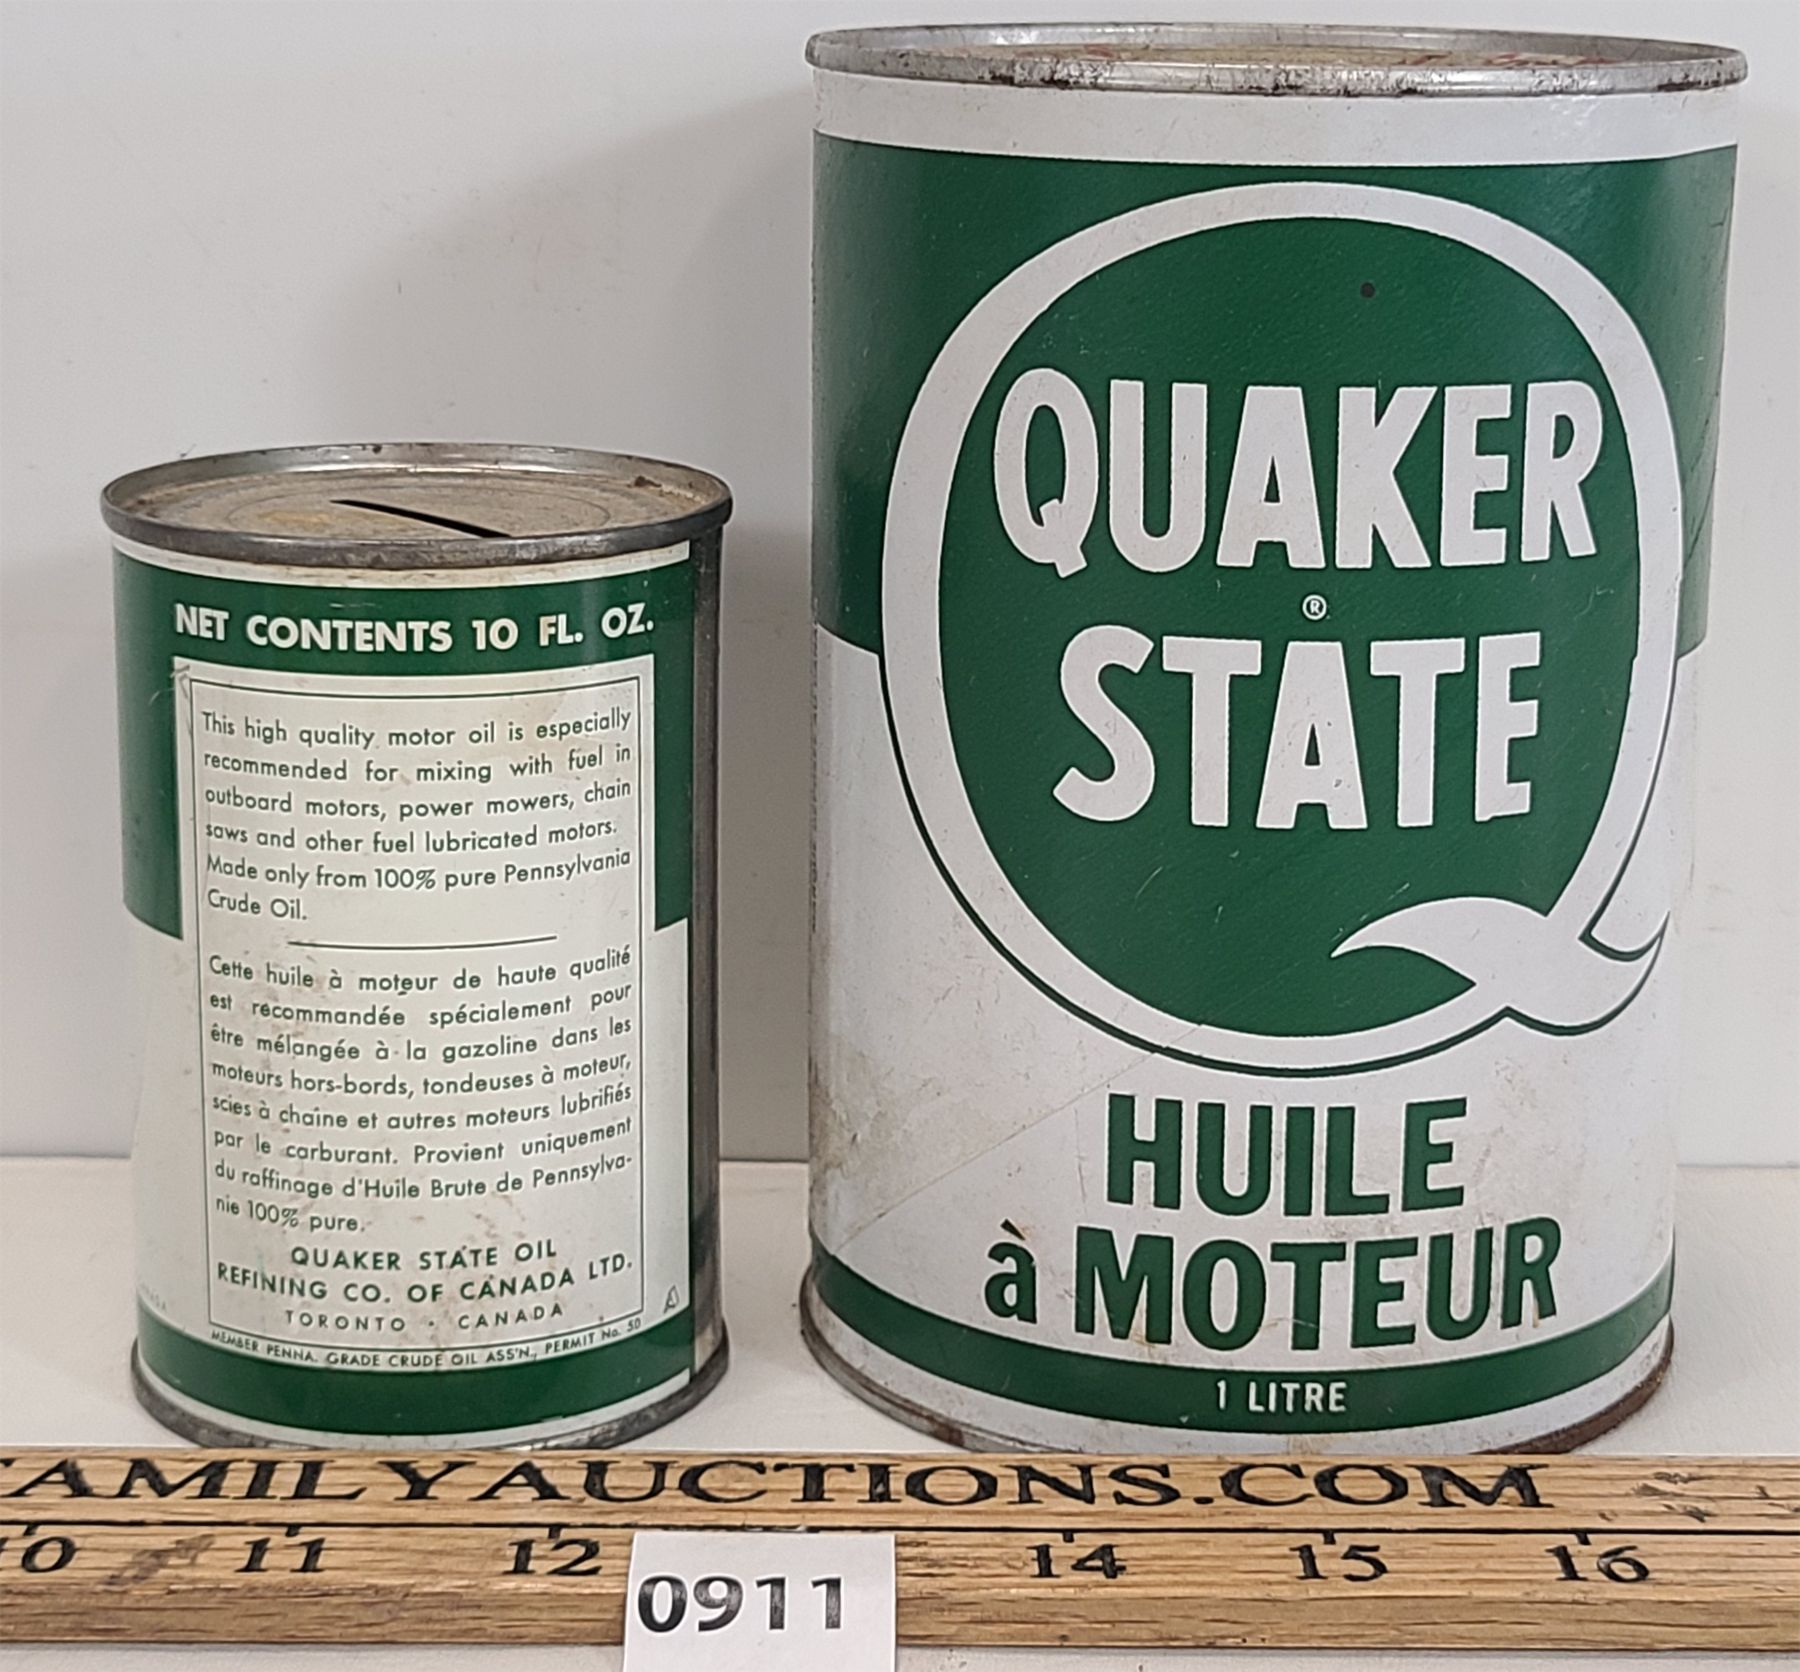 NET CONTENTS 10 FL. OZ.
This high quality motor oil is especially
recommended for mixing with fuel in
outboard motors, power mowers, chain
saws and other fuel lubricated motors.
Made only from 100% pure Pennsylvania
Crude Oil.
Cette huile à moteur de haute qualité
est recommandée spécialement pour
être mélangée à la gazoline dans les
moteurs hors-bords, tondeuses à moteur,
scies à chaîne et autres moteurs lubrifiés
par le carburant. Provient uniquement
du raffinage d'Huile Brute de Pennsylva-
nie 100% pure.
QUAKER STATE OIL
REFINING CO. OF CANADA LTD.
TORONTO • CANADA
MEMBER PENNA. GRADE CRUDE OIL ASS'N., PERMIT No. 50
QUAKER
®
STATE
HUILE
à MOTEUR
1 LITRE
FAMILYAUCTIONS.COM
10 11 12 14 15 16
0911